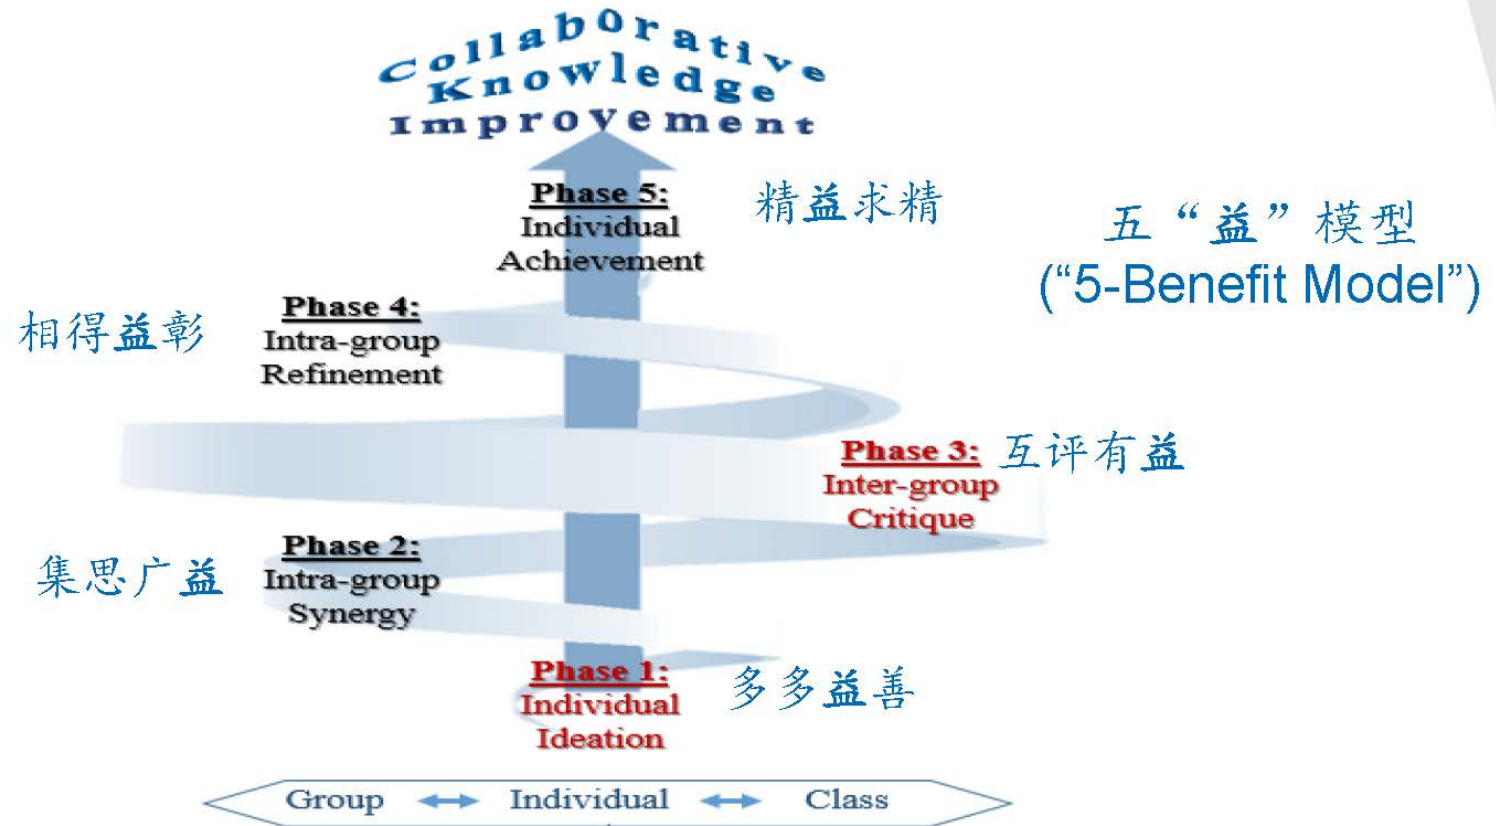 Collaborative
Knowledge
Improvement
Phase 5:
Individual
Achievement
精益求精
五“益”模型
(“5-Benefit Model”)
相得益彰
Phase 4:
Intra-group
Refinement
Phase 3:
Inter-group
Critique
互评有益
集思广益
Phase 2:
Intra-group
Synergy
Phase 1:
Individual
Ideation
多多益善
Group
Individual
Class